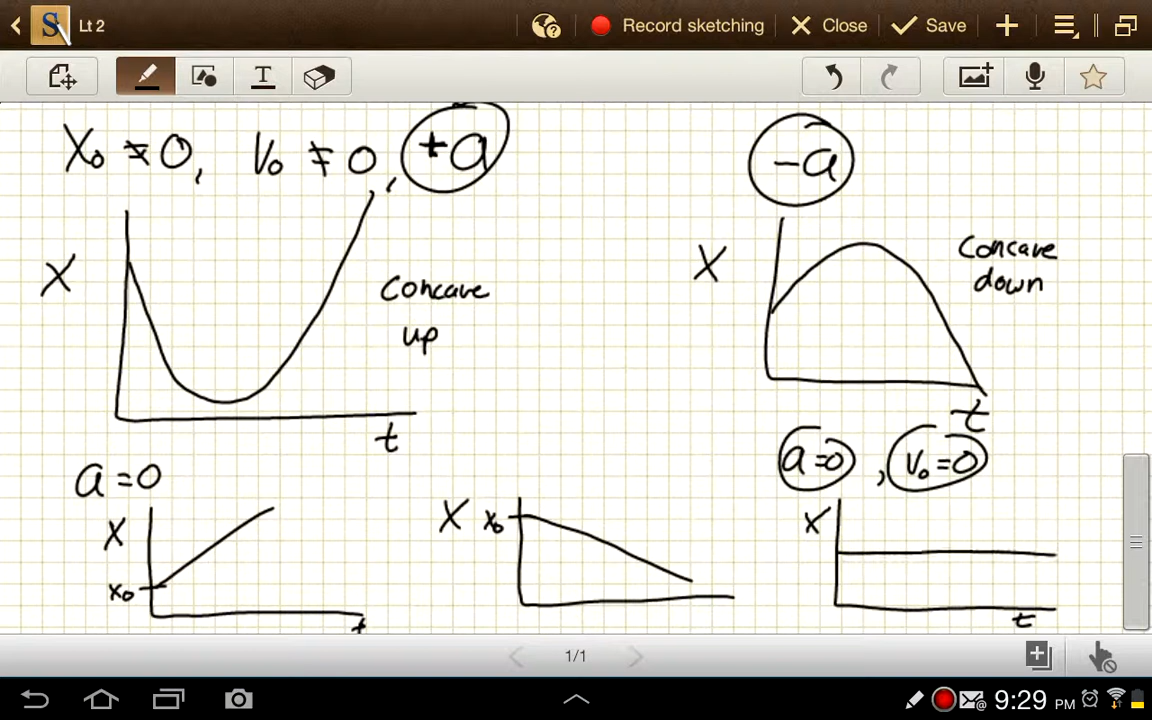 S Lt 2 Record sketching Close Save
T
x₀ ≠ 0, v₀ ≠ 0, +a
-a
X
Concave
up
t
X
Concave
down
t
a = 0
X
x₀
t
X x₀
a = 0, v₀ = 0
X
t
1/1
9:29 PM